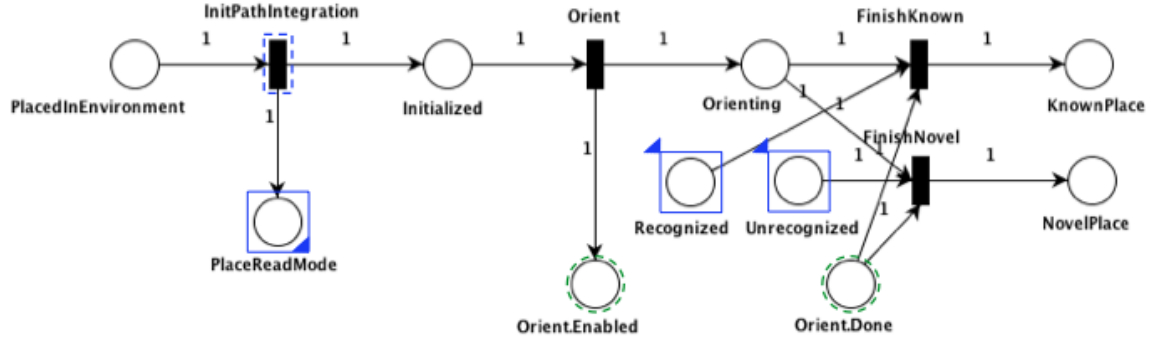 InitPathIntegration
Orient
FinishKnown
1
1
1
1
1
1
PlacedInEnvironment
Initialized
Orienting
KnownPlace
1
1
1
FinishNovel
1
1
1
1
1
Recognized
Unrecognized
NovelPlace
PlaceReadMode
Orient.Enabled
Orient.Done